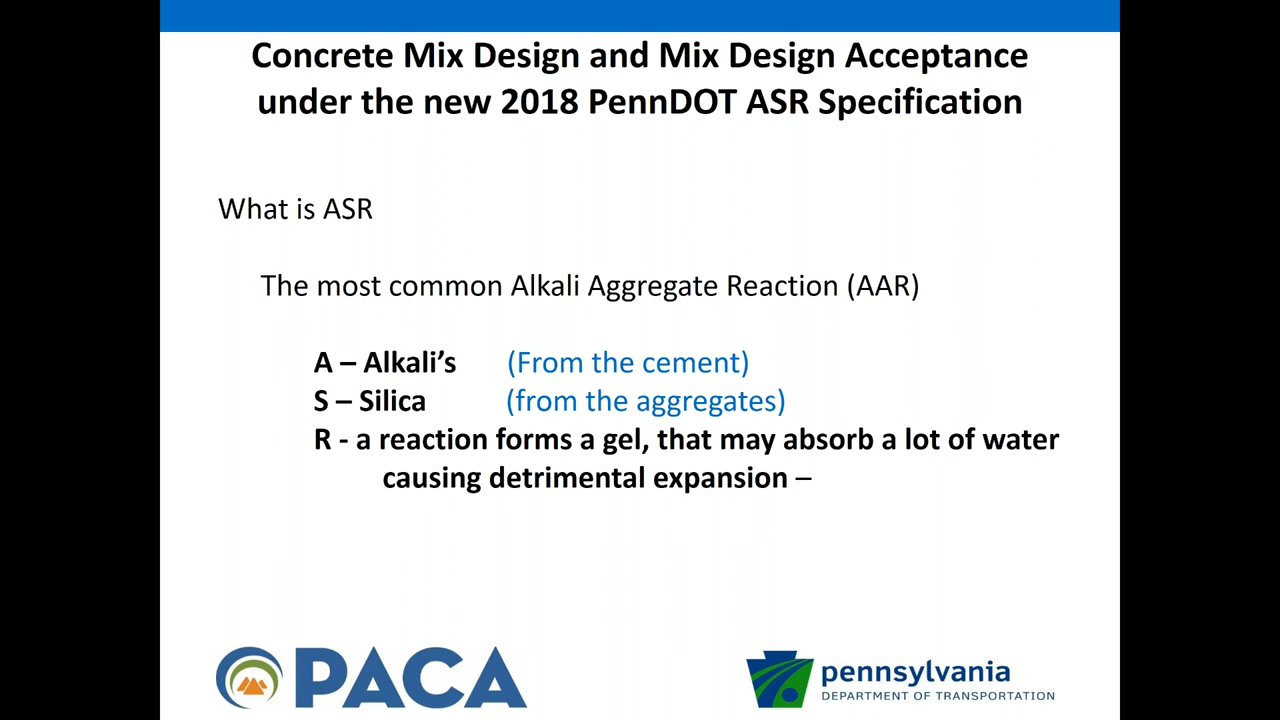 Concrete Mix Design and Mix Design Acceptance
under the new 2018 PennDOT ASR Specification
What is ASR
The most common Alkali Aggregate Reaction (AAR)
A – Alkali’s (From the cement)
S – Silica (from the aggregates)
R - a reaction forms a gel, that may absorb a lot of water
causing detrimental expansion –
PACA
pennsylvania
DEPARTMENT OF TRANSPORTATION